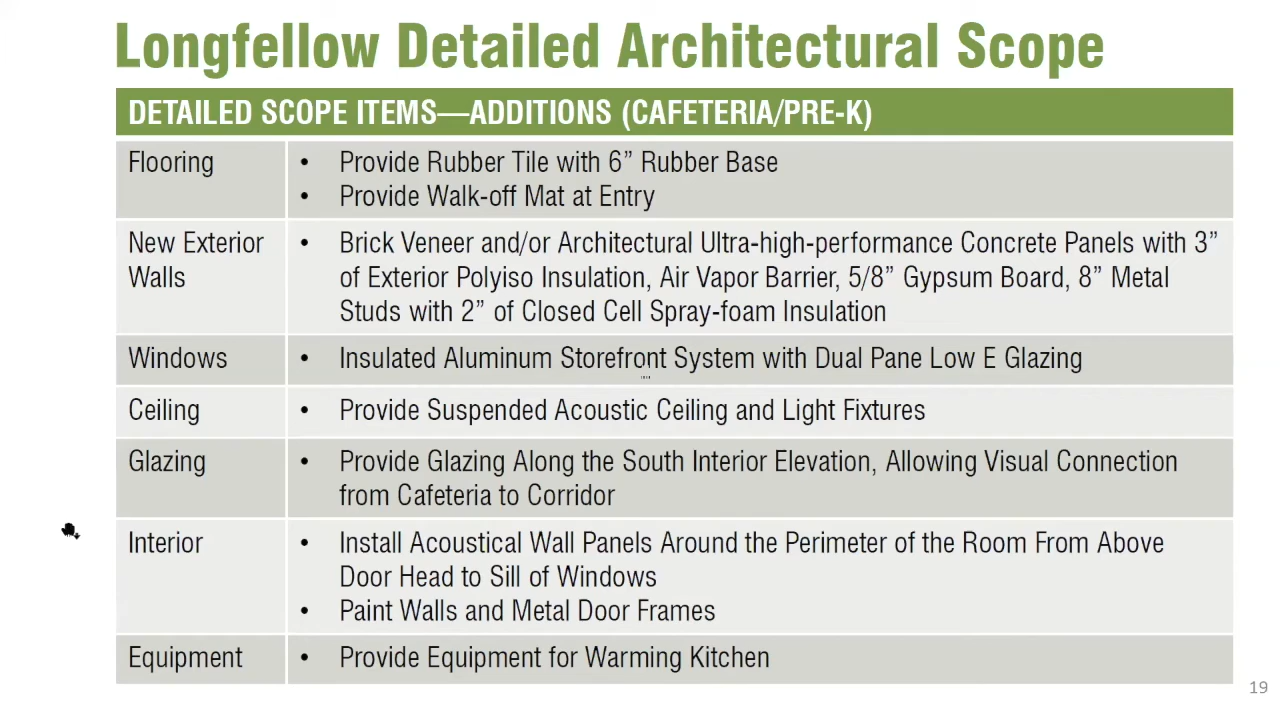 Longfellow Detailed Architectural Scope
DETAILED SCOPE ITEMS—ADDITIONS (CAFETERIA/PRE-K)
Flooring
• Provide Rubber Tile with 6” Rubber Base
• Provide Walk-off Mat at Entry
New Exterior
Walls
• Brick Veneer and/or Architectural Ultra-high-performance Concrete Panels with 3”
of Exterior Polyiso Insulation, Air Vapor Barrier, 5/8” Gypsum Board, 8” Metal
Studs with 2” of Closed Cell Spray-foam Insulation
Windows
• Insulated Aluminum Storefront System with Dual Pane Low E Glazing
Ceiling
• Provide Suspended Acoustic Ceiling and Light Fixtures
Glazing
• Provide Glazing Along the South Interior Elevation, Allowing Visual Connection
from Cafeteria to Corridor
Interior
• Install Acoustical Wall Panels Around the Perimeter of the Room From Above
Door Head to Sill of Windows
• Paint Walls and Metal Door Frames
Equipment
• Provide Equipment for Warming Kitchen
19